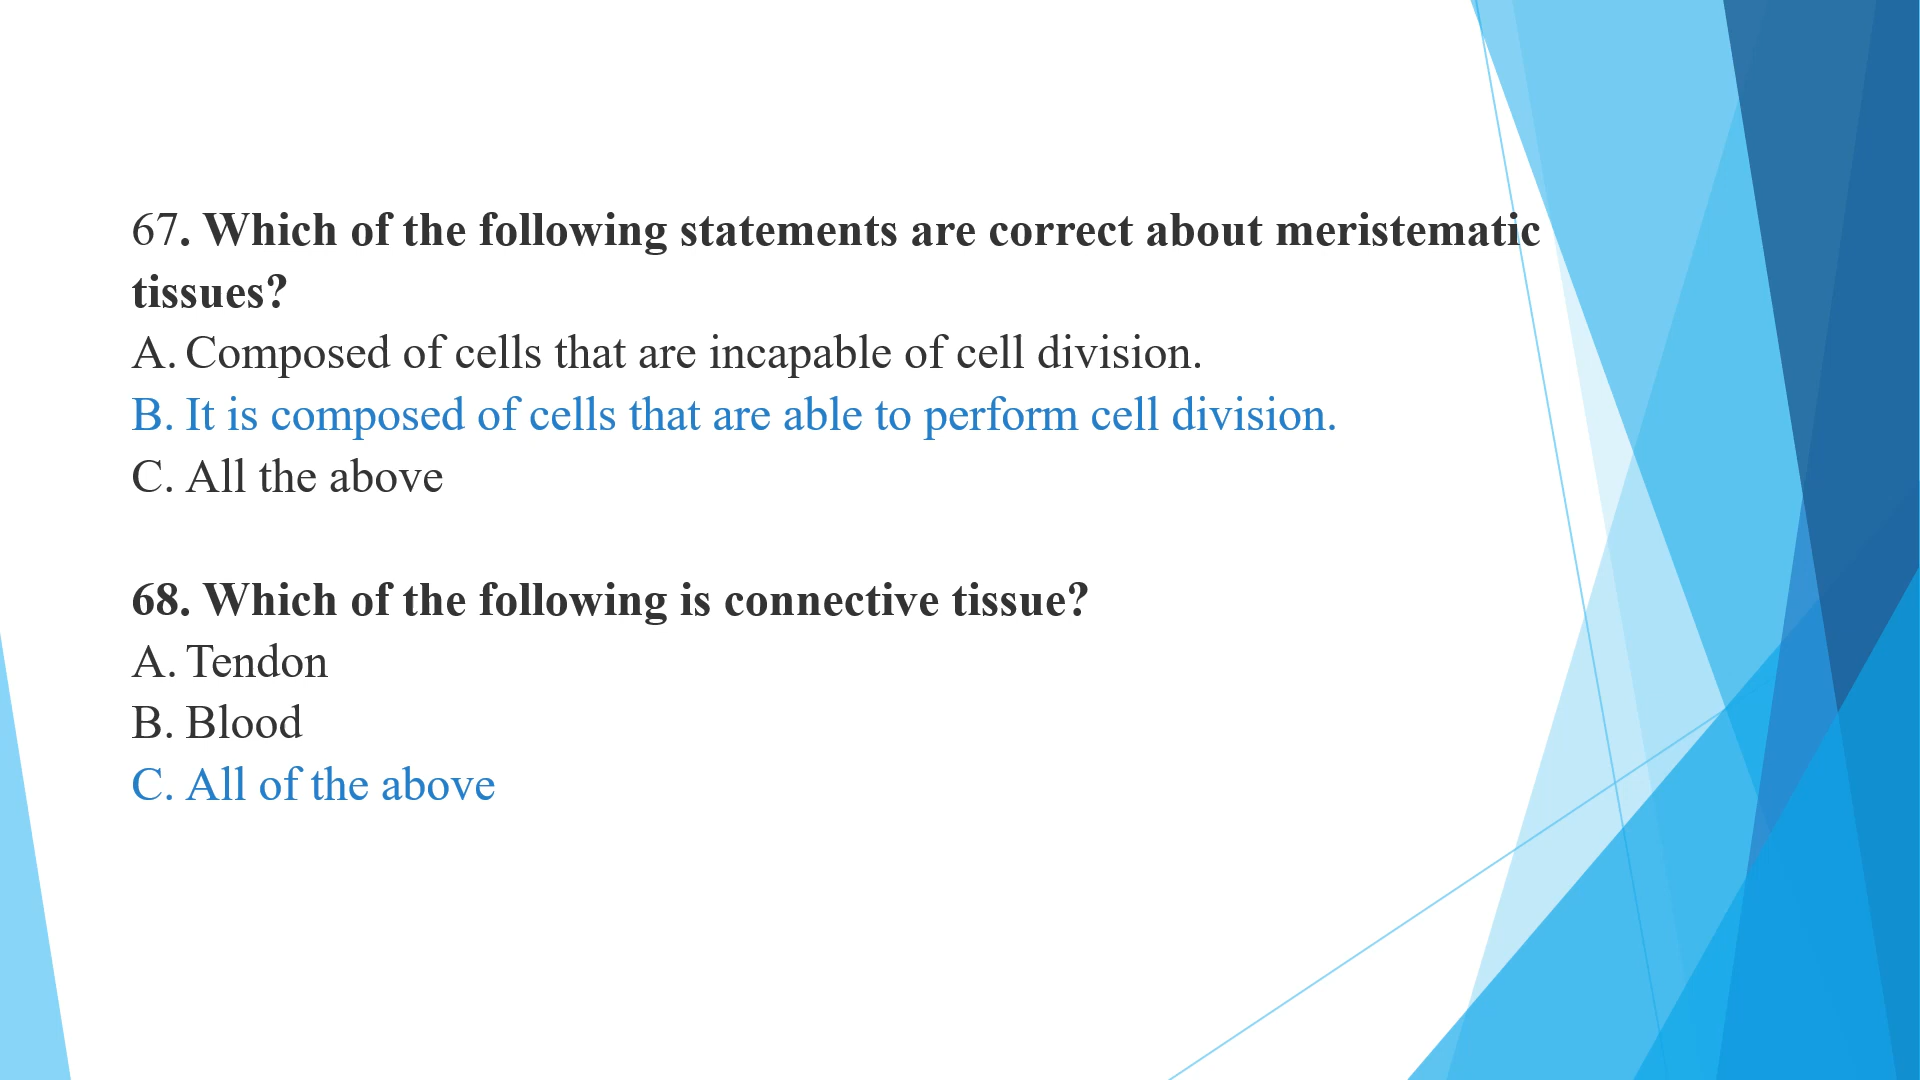 67. Which of the following statements are correct about meristematic
tissues?
A. Composed of cells that are incapable of cell division.
B. It is composed of cells that are able to perform cell division.
C. All the above
68. Which of the following is connective tissue?
A. Tendon
B. Blood
C. All of the above